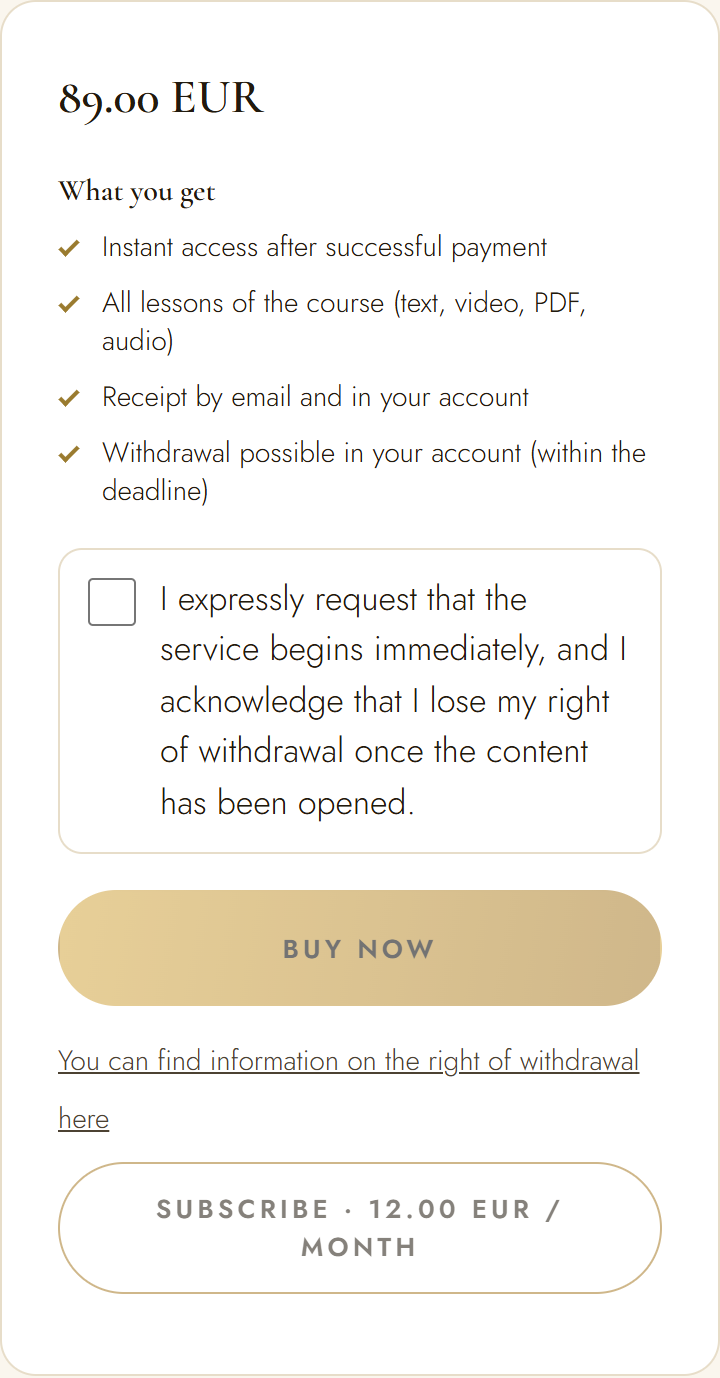 89.00 EUR
What you get
Instant access after successful payment
All lessons of the course (text, video, PDF,
audio)
Receipt by email and in your account
Withdrawal possible in your account (within the
deadline)
I expressly request that the
service begins immediately, and I
acknowledge that I lose my right
of withdrawal once the content
has been opened.
BUY NOW
You can find information on the right of withdrawal
here
SUBSCRIBE · 12.00 EUR /
MONTH